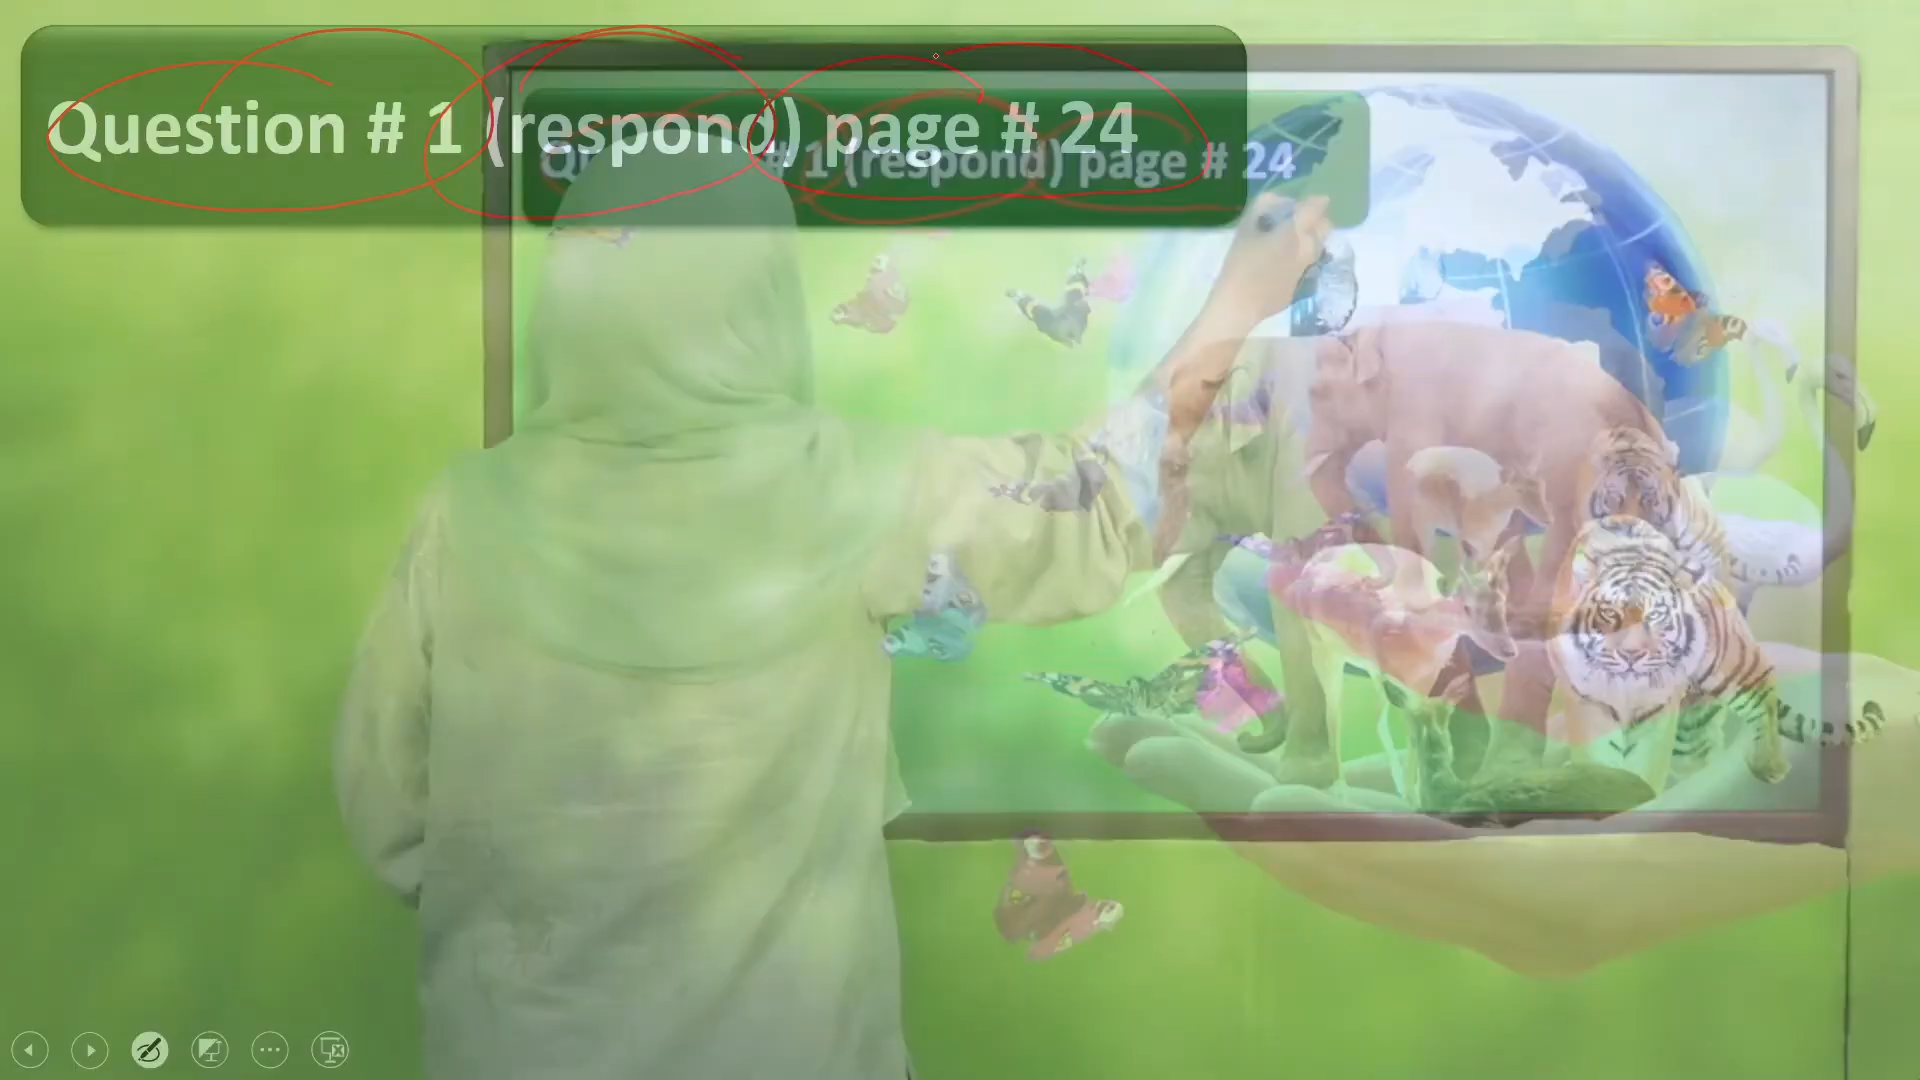 Question # 1 (respond) page # 24
# 1 (respond) page # 24